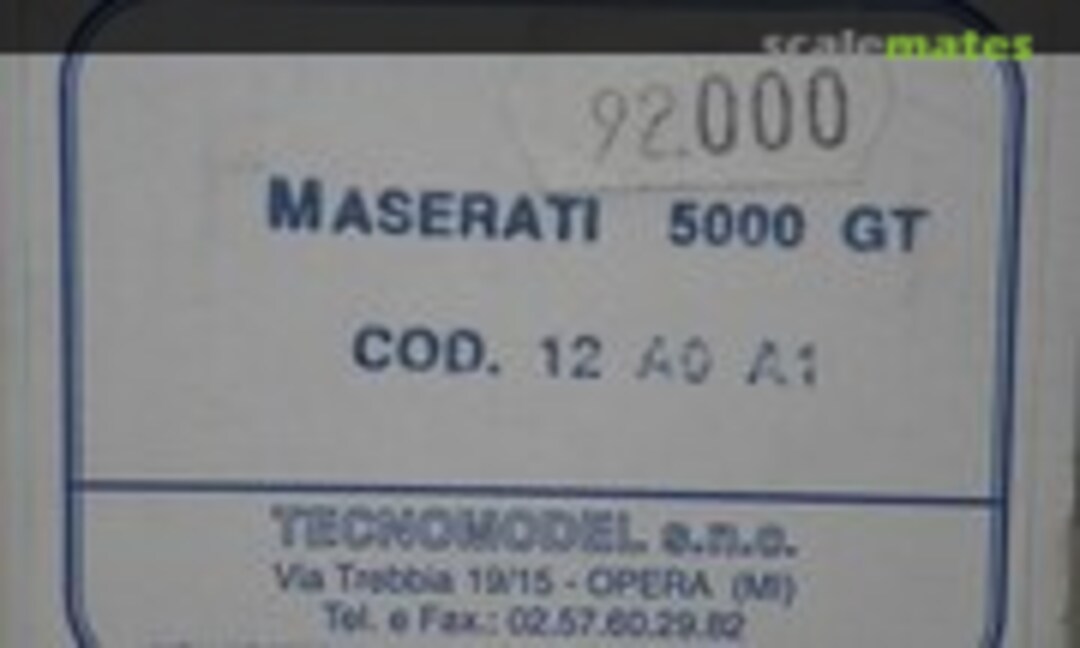 scalemates
92.000
MASERATI 5000 GT
COD. 12 A0 A1
TECNOMODEL s.n.c.
Via Trebbia 19/15 - OPERA (MI)
Tel. e Fax.: 02.57.60.29.82